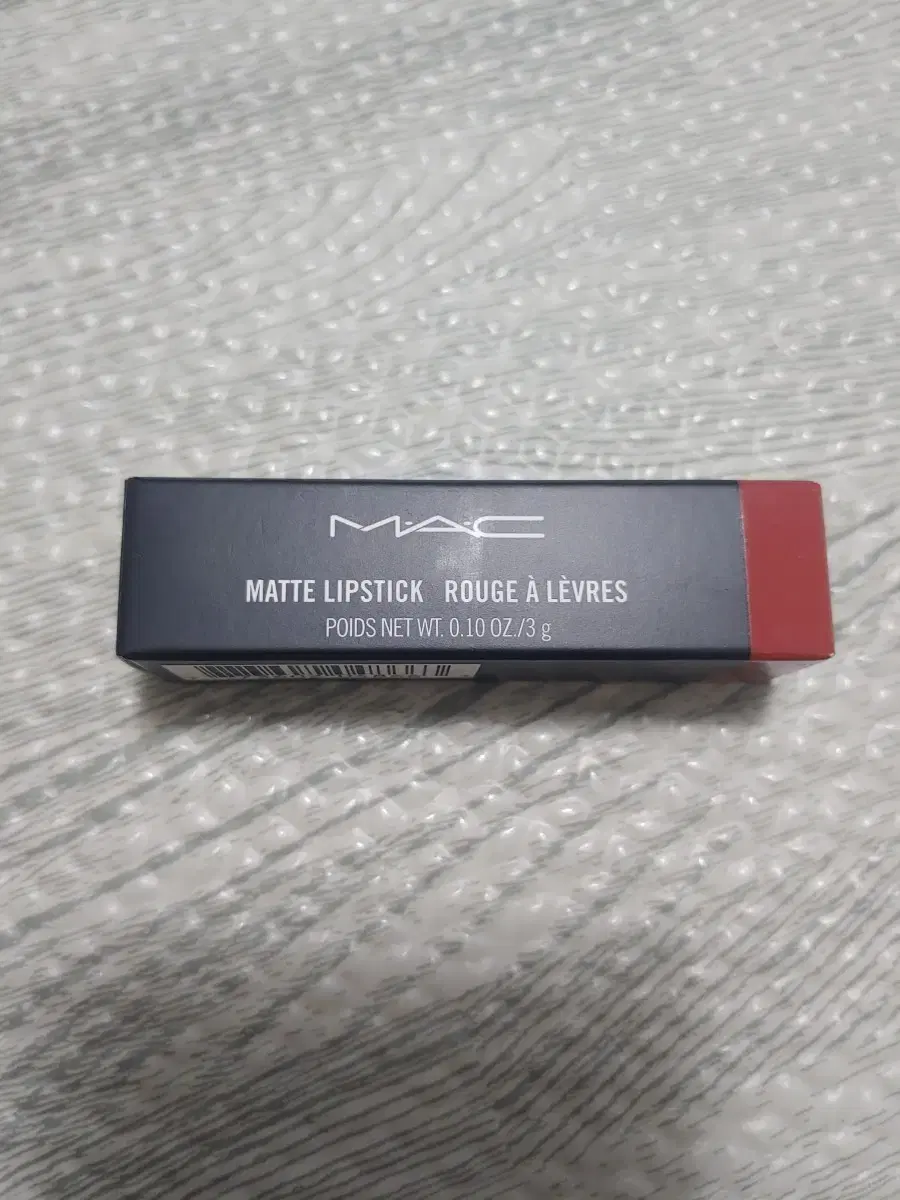 M·A·C
MATTE LIPSTICK ROUGE À LÈVRES
POIDS NET WT. 0.10 OZ./3 g